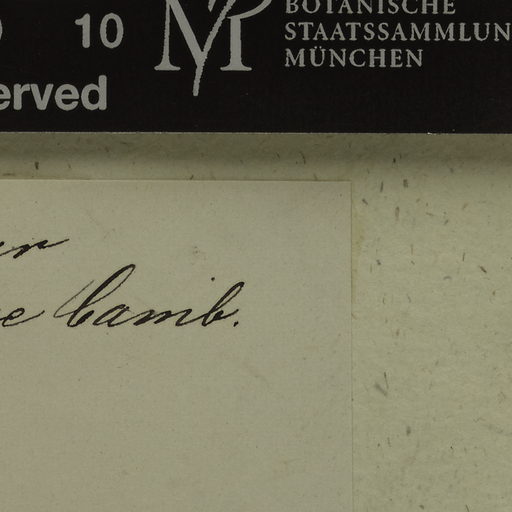 BOTANISCHE
10 STAATSSAMMLUN
MÜNCHEN
erved
er
e Camb.